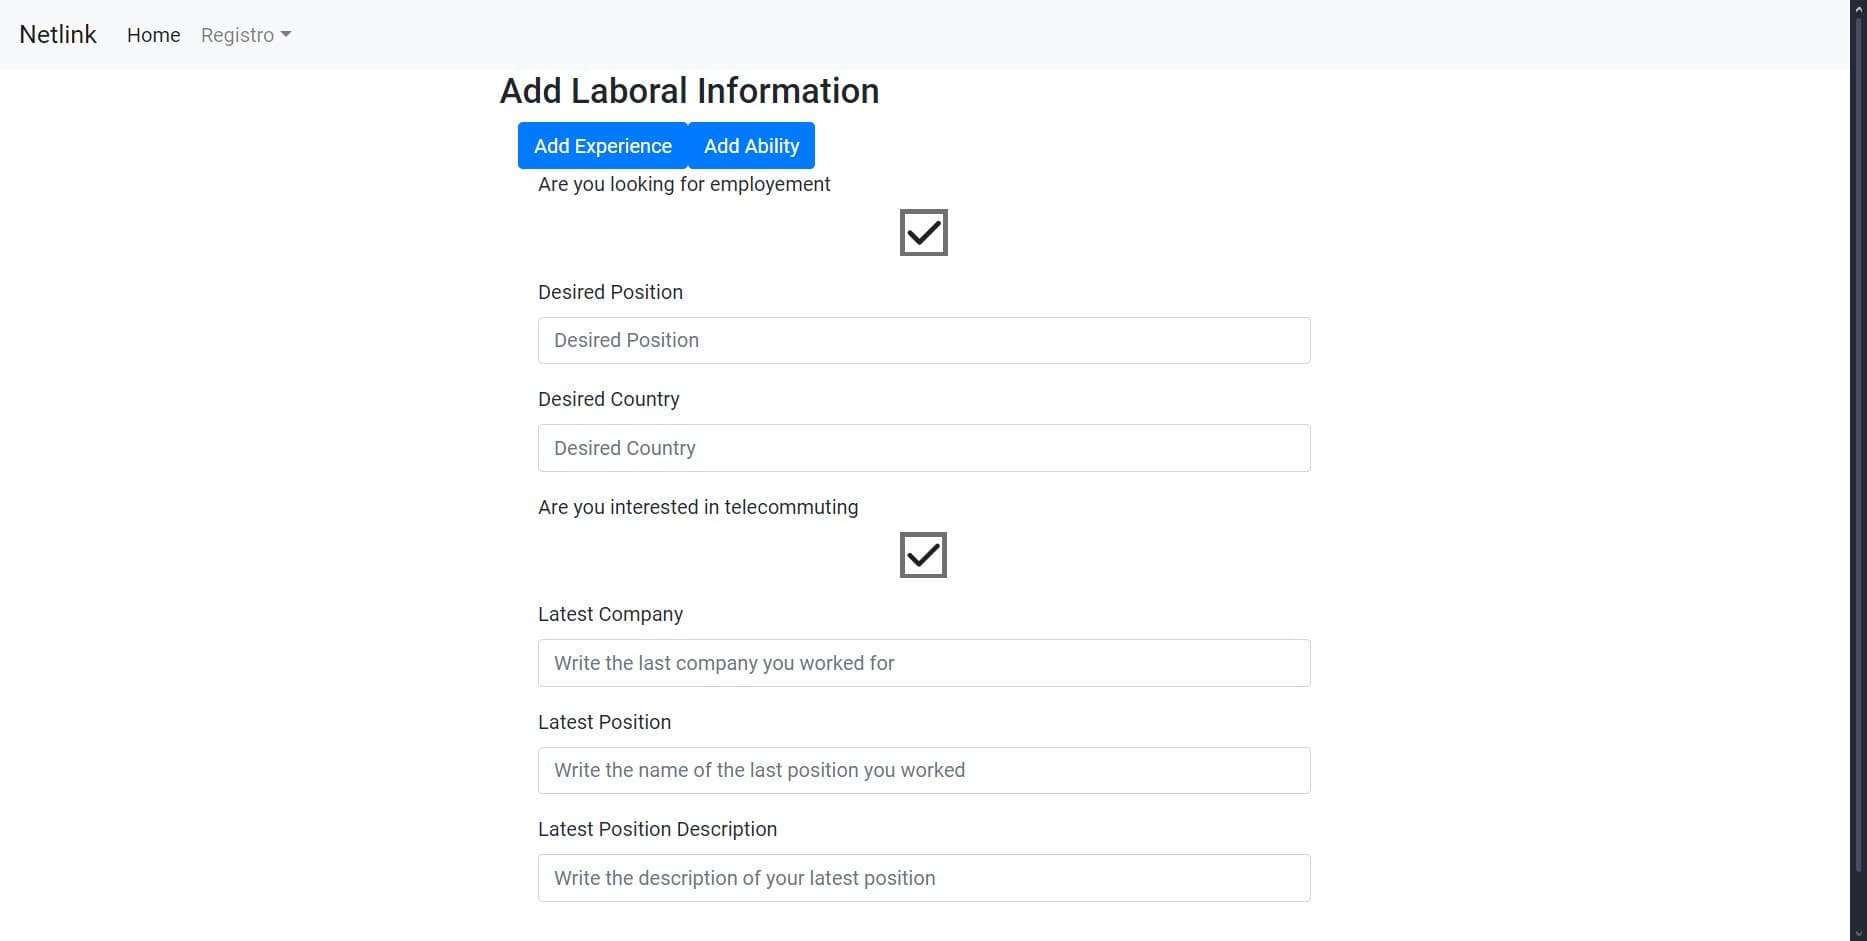 Netlink Home Registro
Add Laboral Information
Add Experience Add Ability
Are you looking for employement
Desired Position
Desired Position
Desired Country
Desired Country
Are you interested in telecommuting
Latest Company
Write the last company you worked for
Latest Position
Write the name of the last position you worked
Latest Position Description
Write the description of your latest position